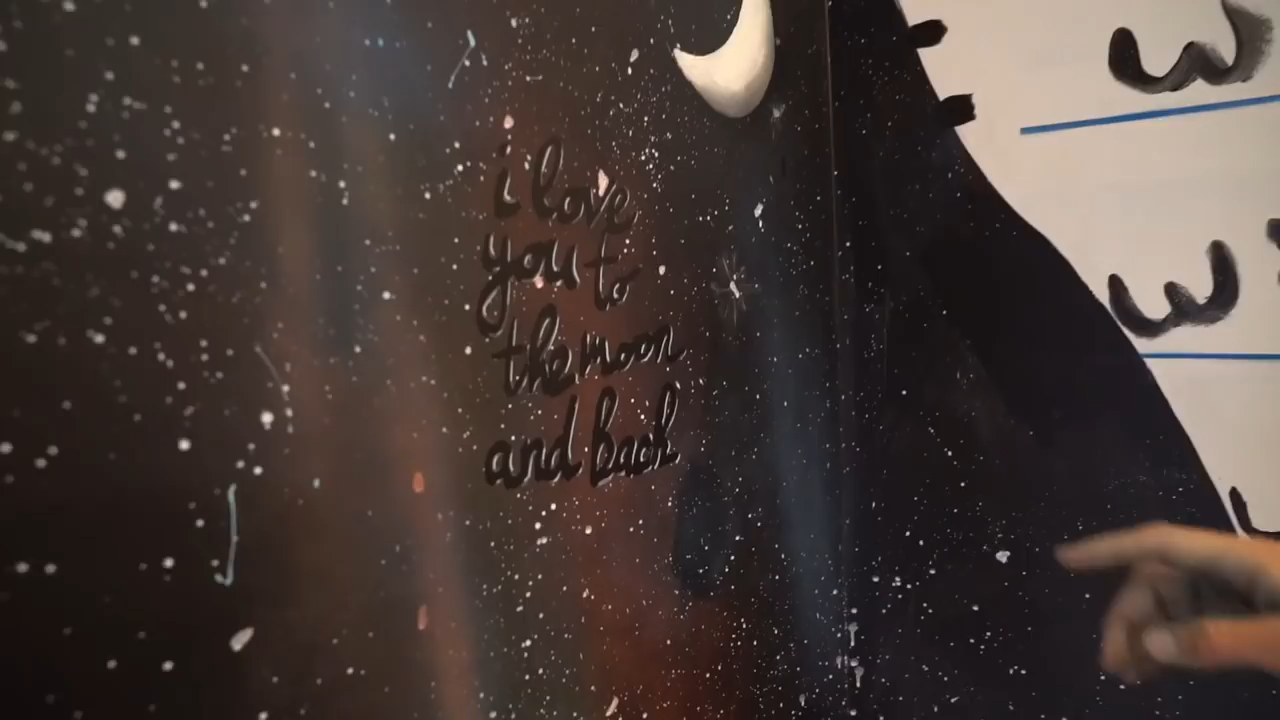 i love
you to
the moon
and back
w
w